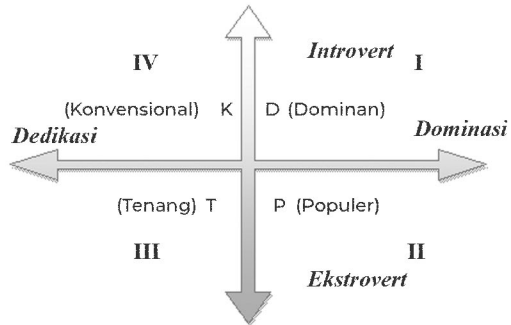 Introvert
IV
I
(Konvensional) K
D (Dominan)
Dedikasi
Dominasi
(Tenang) T
P (Populer)
III
II
Ekstrovert